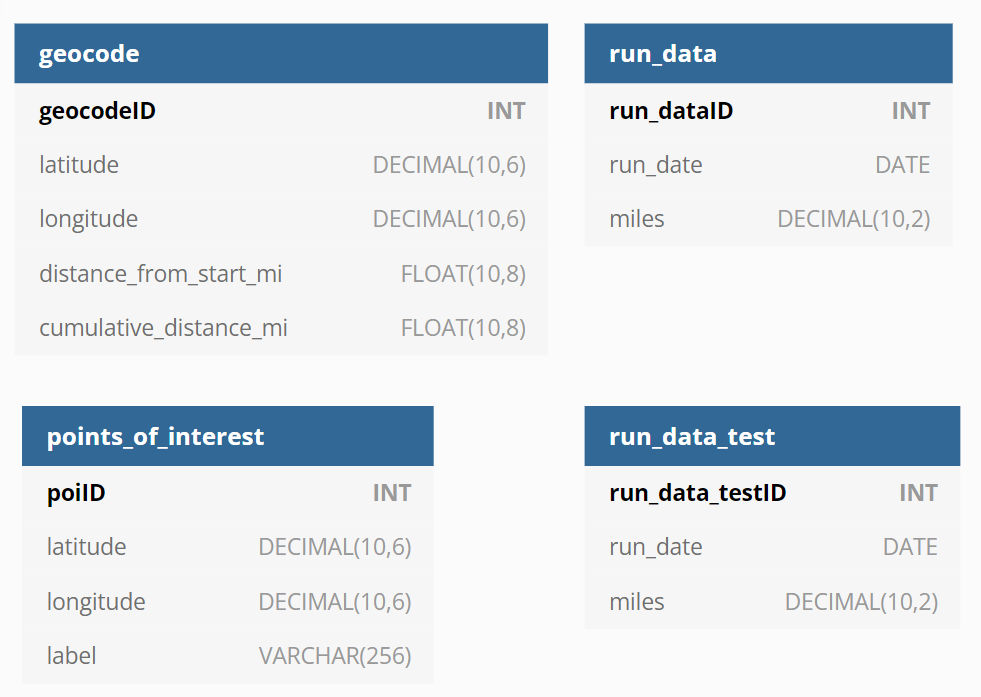 geocode
geocodeID INT
latitude DECIMAL(10,6)
longitude DECIMAL(10,6)
distance_from_start_mi FLOAT(10,8)
cumulative_distance_mi FLOAT(10,8)
run_data
run_dataID INT
run_date DATE
miles DECIMAL(10,2)
points_of_interest
poiID INT
latitude DECIMAL(10,6)
longitude DECIMAL(10,6)
label VARCHAR(256)
run_data_test
run_data_testID INT
run_date DATE
miles DECIMAL(10,2)